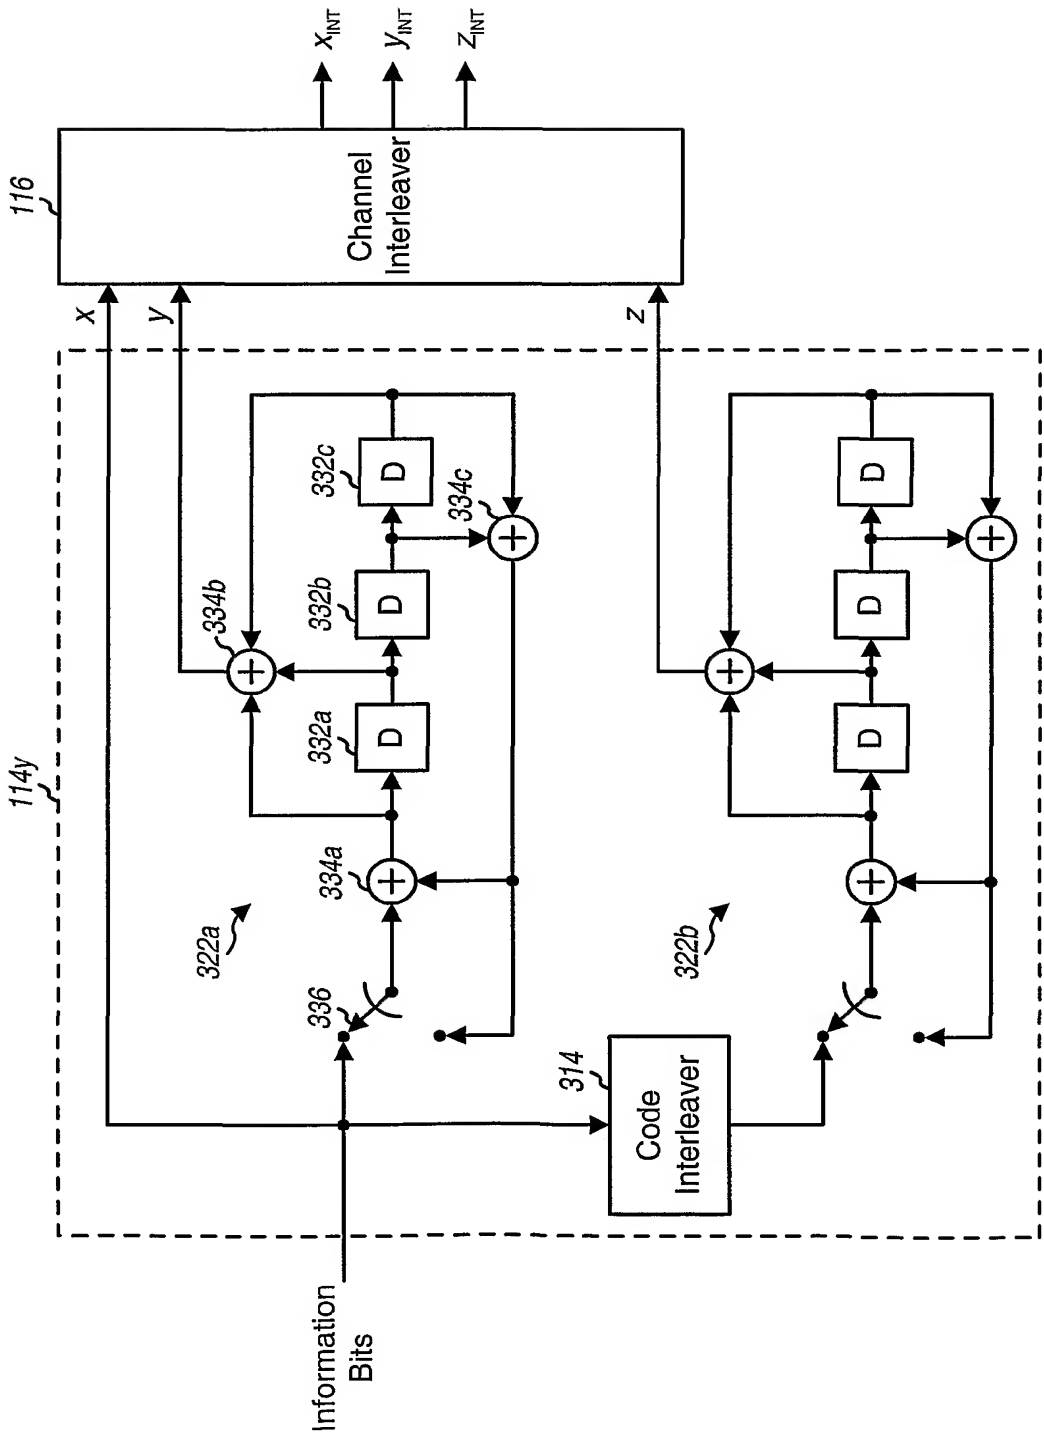 Information
Bits
114y
x
y
z
116
Channel
Interleaver
xINT
yINT
zINT
322a
336
334a
332a
D
334b
332b
D
332c
D
334c
314
Code
Interleaver
322b
D
D
D